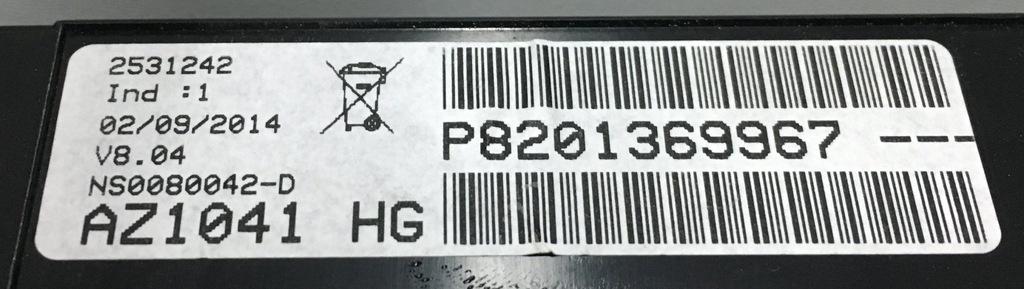 2531242
Ind :1
02/09/2014
V8.04
NS0080042-D
AZ1041 HG
P8201369967 ---